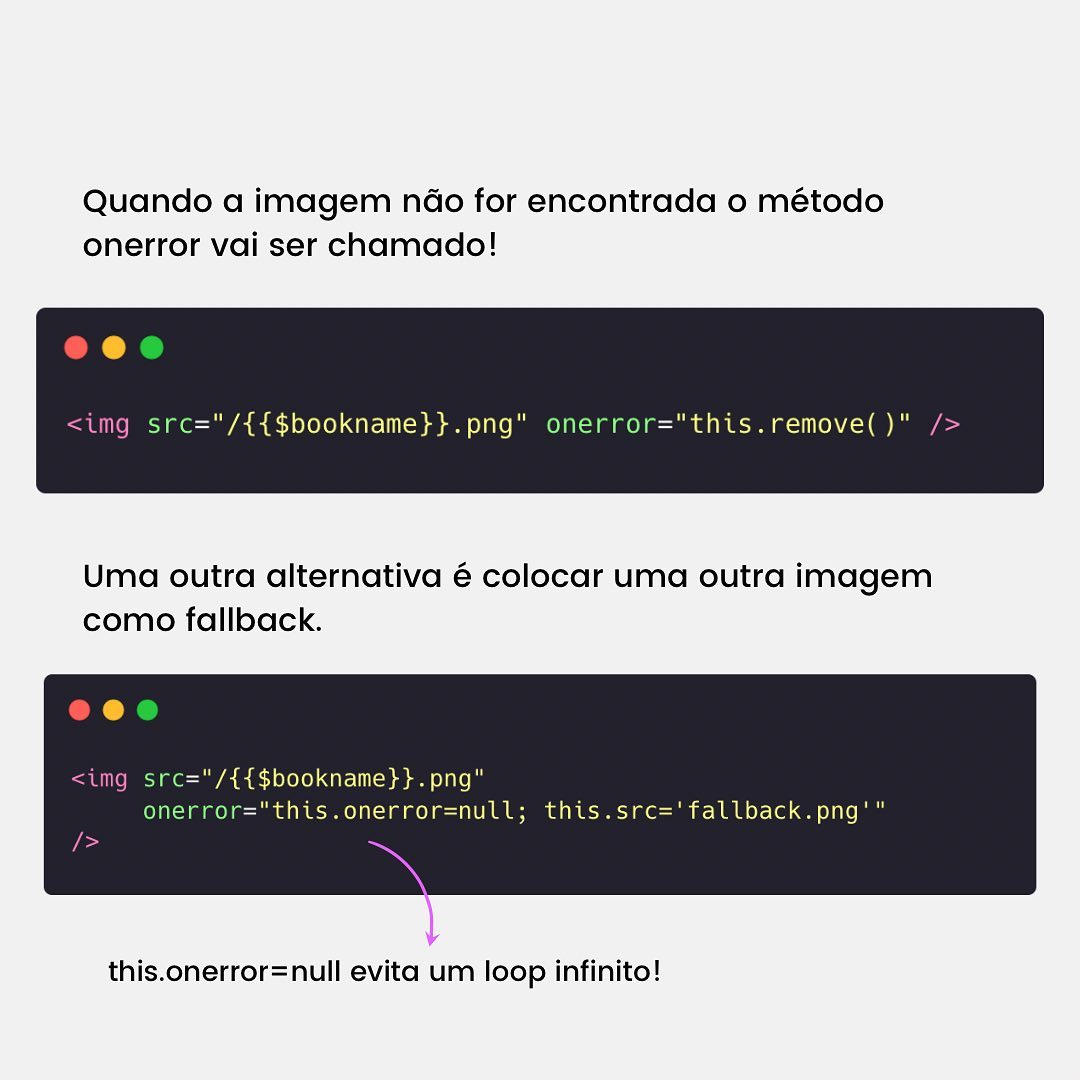 Quando a imagem não for encontrada o método
onerror vai ser chamado!
<img src="/{{$bookname}}.png" onerror="this.remove()" />
Uma outra alternativa é colocar uma outra imagem
como fallback.
<img src="/{{$bookname}}.png"
onerror="this.onerror=null; this.src='fallback.png'"
/>
this.onerror=null evita um loop infinito!